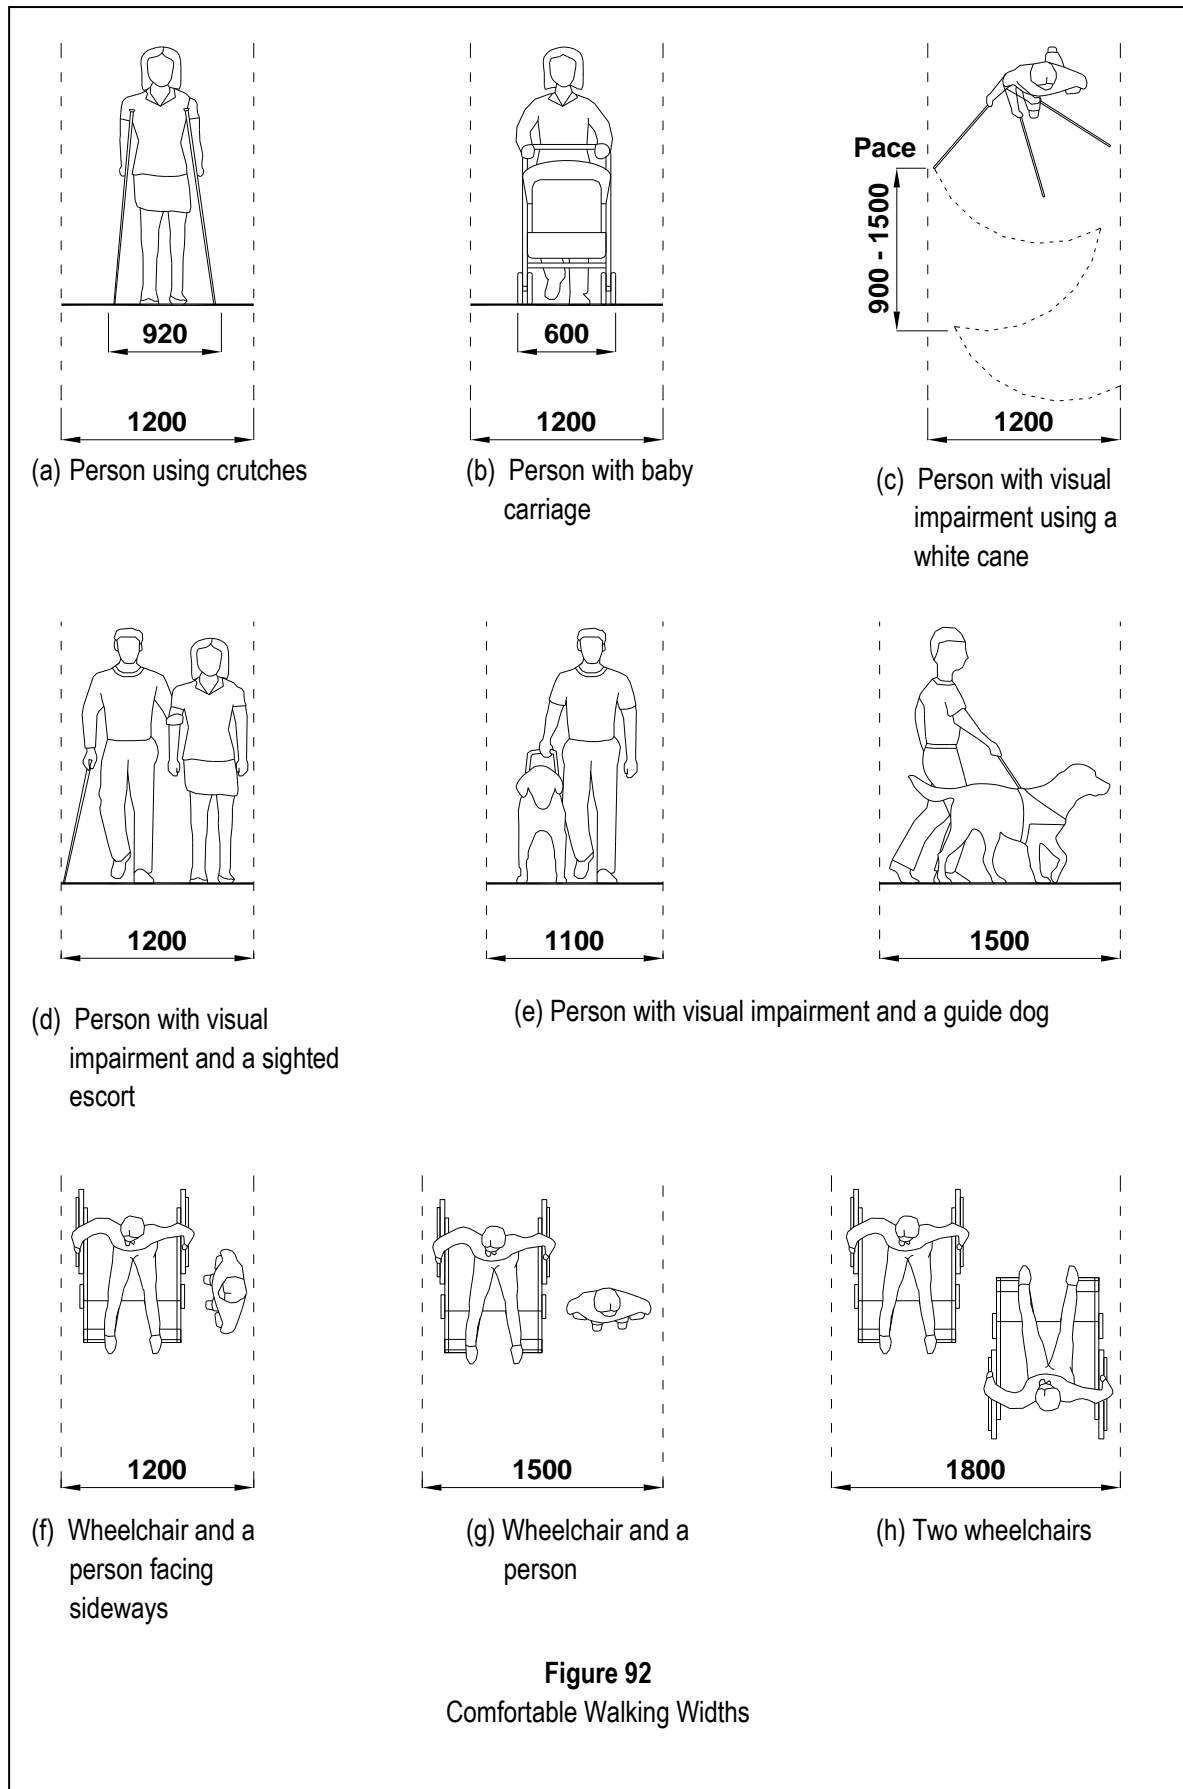 Pace
900 - 1500
920
600
1200
1200
1200
(a) Person using crutches
(b) Person with baby
carriage
(c) Person with visual
impairment using a
white cane
1200
1100
1500
(d) Person with visual
impairment and a sighted
escort
(e) Person with visual impairment and a guide dog
1200
1500
1800
(f) Wheelchair and a
person facing
sideways
(g) Wheelchair and a
person
(h) Two wheelchairs
Figure 92
Comfortable Walking Widths